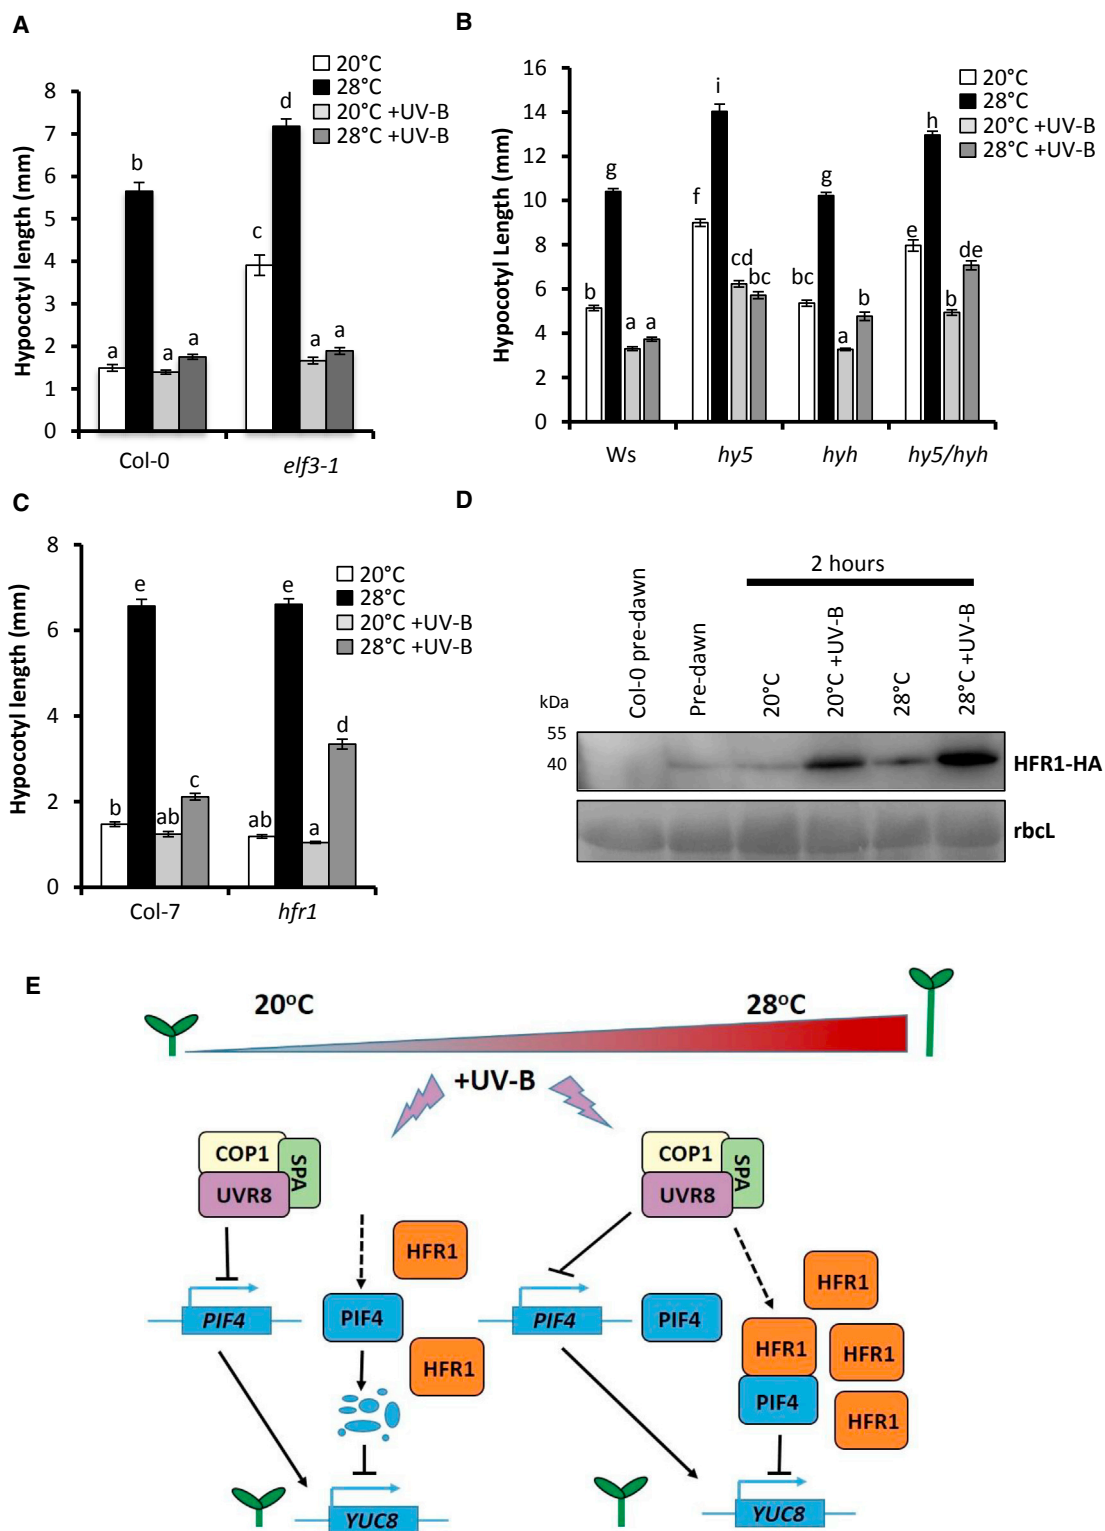 A
20°C
28°C
20°C +UV-B
28°C +UV-B
Hypocotyl length (mm)
8
7
6
5
4
3
2
1
0
a
b
a
a
c
d
a
a
Col-0
elf3-1
B
20°C
28°C
20°C +UV-B
28°C +UV-B
Hypocotyl Length (mm)
16
14
12
10
8
6
4
2
0
b
g
a
a
f
i
cd
bc
bc
g
a
b
e
h
b
de
Ws
hy5
hyh
hy5/hyh
C
20°C
28°C
20°C +UV-B
28°C +UV-B
Hypocotyl length (mm)
8
6
4
2
0
b
e
ab
c
ab
e
a
d
Col-7
hfr1
D
2 hours
kDa
Col-0 pre-dawn
Pre-dawn
20°C
20°C +UV-B
28°C
28°C +UV-B
55
40
HFR1-HA
rbcL
E
20°C
28°C
+UV-B
COP1
SPA
UVR8
HFR1
PIF4
PIF4
HFR1
YUC8
COP1
SPA
UVR8
HFR1
PIF4
PIF4
HFR1
HFR1
PIF4
HFR1
YUC8